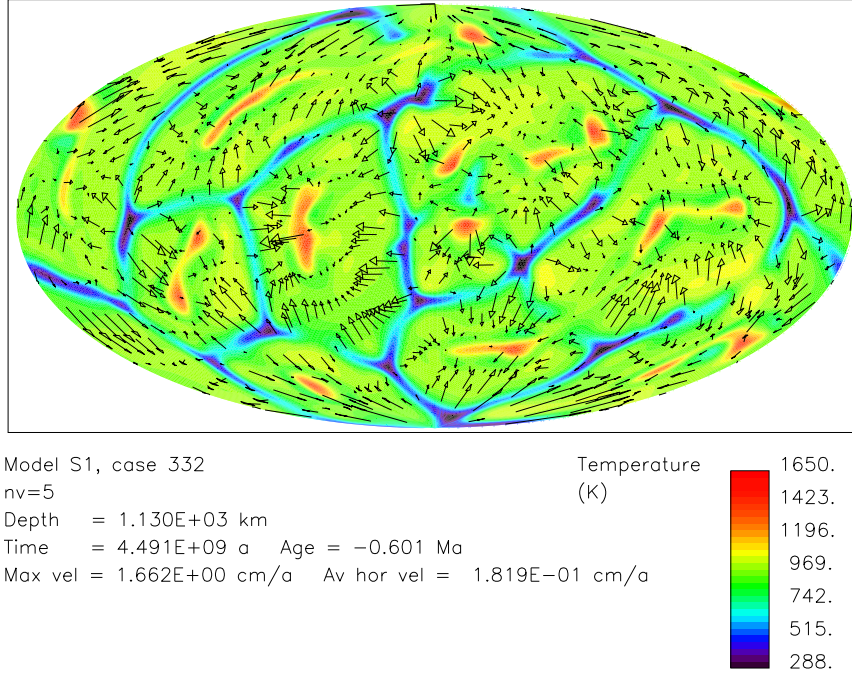 Model S1, case 332
nv=5
Depth = 1.130E+03 km
Time = 4.491E+09 a Age = −0.601 Ma
Max vel = 1.662E+00 cm/a Av hor vel = 1.819E−01 cm/a
Temperature
(K)
1650.
1423.
1196.
969.
742.
515.
288.